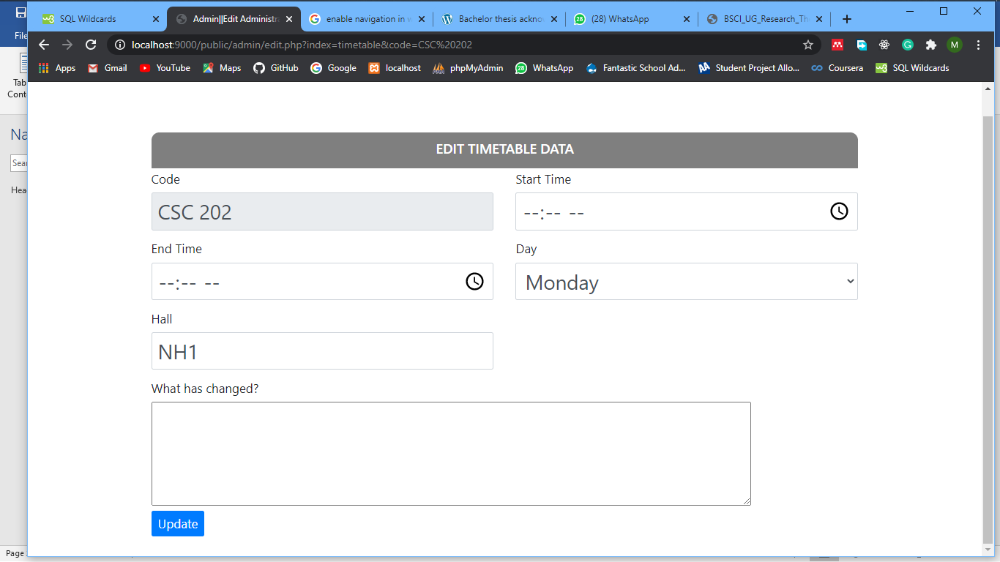 SQL Wildcards
Admin||Edit Administra
enable navigation in w
Bachelor thesis ackno
(28) WhatsApp
BSCI_UG_Research_Th
File
localhost:9000/public/admin/edit.php?index=timetable&code=CSC%20202
M
Apps
Gmail
YouTube
Maps
GitHub
Google
localhost
phpMyAdmin
WhatsApp
Fantastic School Ad...
Student Project Allo...
Coursera
SQL Wildcards
Tab
Conte
Na
Sear
Hea
EDIT TIMETABLE DATA
Code
Start Time
CSC 202
--:-- --
End Time
Day
--:-- --
Monday
Hall
NH1
What has changed?
Update
Page